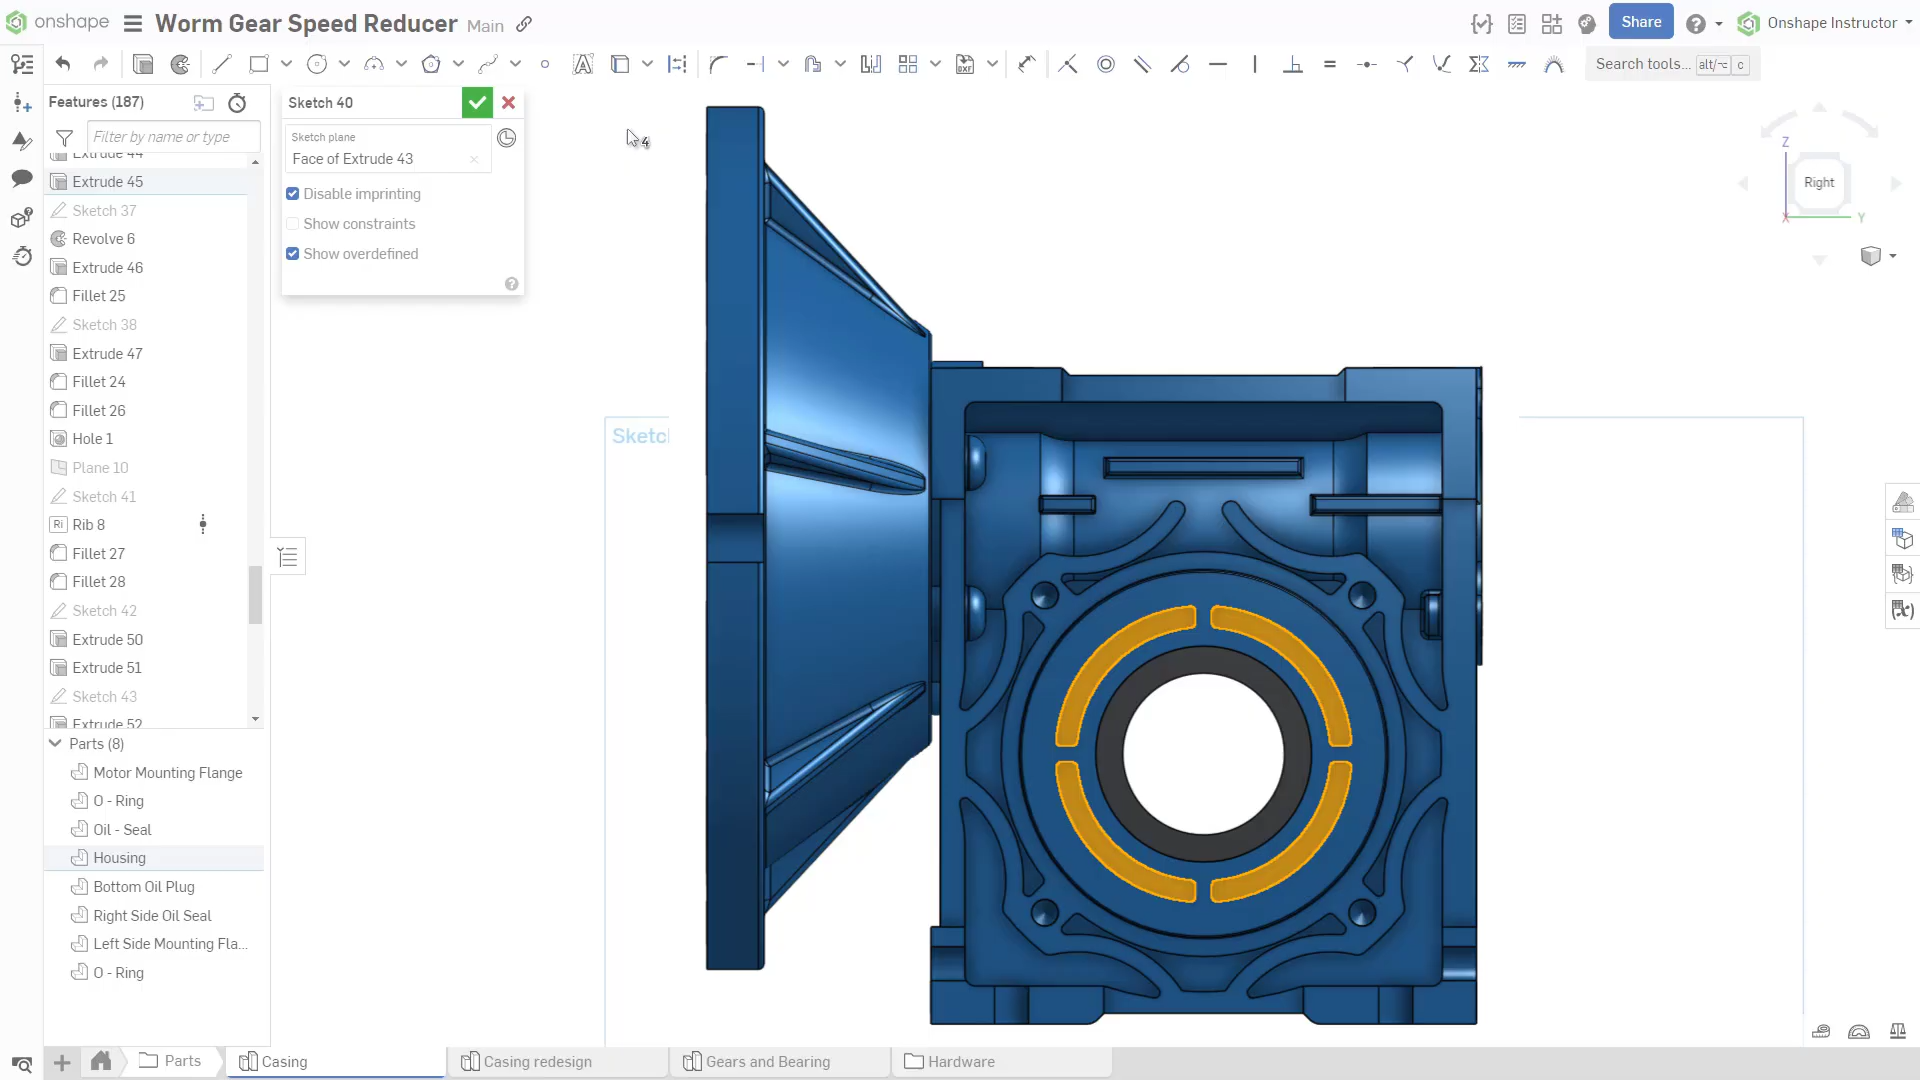 onshape Worm Gear Speed Reducer Main Share Onshape Instructor
Search tools... alt/⌥ c
Features (187)
Filter by name or type
Extrude 44
Extrude 45
Sketch 37
Revolve 6
Extrude 46
Fillet 25
Sketch 38
Extrude 47
Fillet 24
Fillet 26
Hole 1
Plane 10
Sketch 41
Ri Rib 8
Fillet 27
Fillet 28
Sketch 42
Extrude 50
Extrude 51
Sketch 43
Extrude 52
Parts (8)
Motor Mounting Flange
O - Ring
Oil - Seal
Housing
Bottom Oil Plug
Right Side Oil Seal
Left Side Mounting Fla...
O - Ring
Sketch 40
Sketch plane
Face of Extrude 43
Disable imprinting
Show constraints
Show overdefined
4
Sketcl
Z
Right
X
Y
Parts
Casing
Casing redesign
Gears and Bearing
Hardware